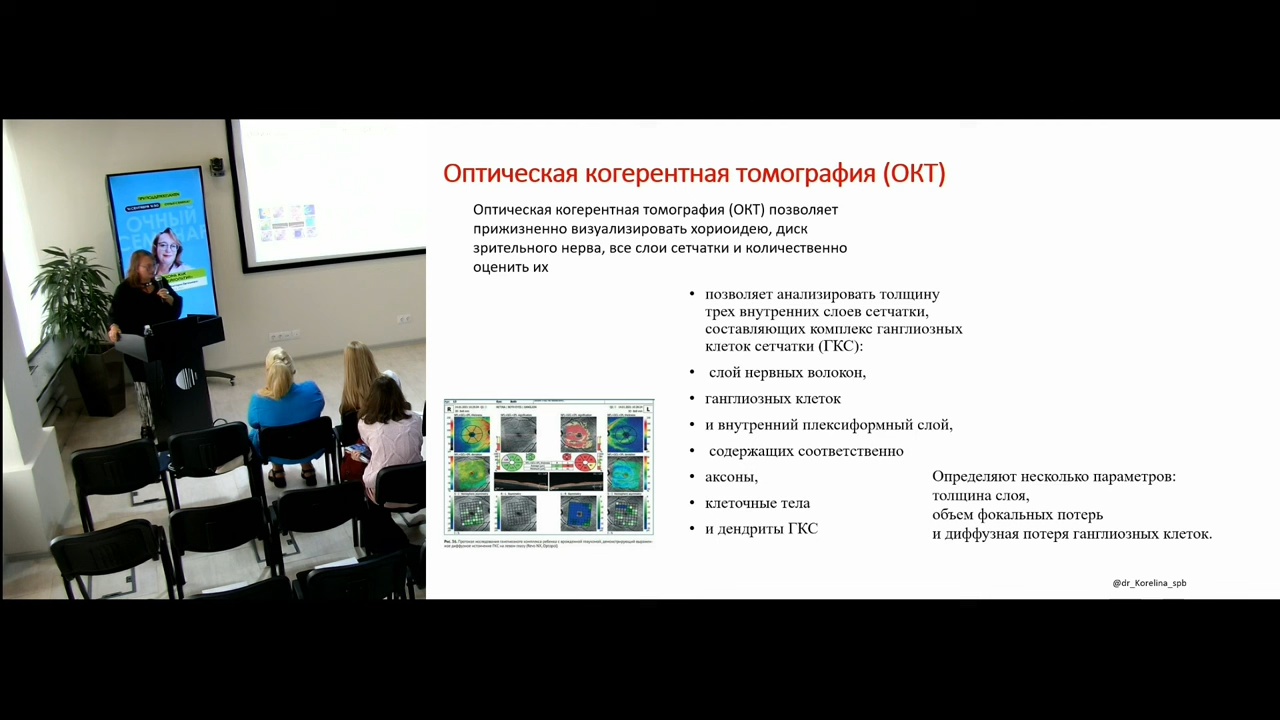 Оптическая когерентная томография (ОКТ)
Оптическая когерентная томография (ОКТ) позволяет
прижизненно визуализировать хориоидею, диск
зрительного нерва, все слои сетчатки и количественно
оценить их
• позволяет анализировать толщину
трех внутренних слоев сетчатки,
составляющих комплекс ганглиозных
клеток сетчатки (ГКС):
• слой нервных волокон,
• ганглиозных клеток
• и внутренний плексиформный слой,
• содержащих соответственно
• аксоны,
• клеточные тела
• и дендриты ГКС
Определяют несколько параметров:
толщина слоя,
объем фокальных потерь
и диффузная потеря ганглиозных клеток.
@dr_Korelina_spb
ОЧНЫЙ
СЕМИНАР
R
L